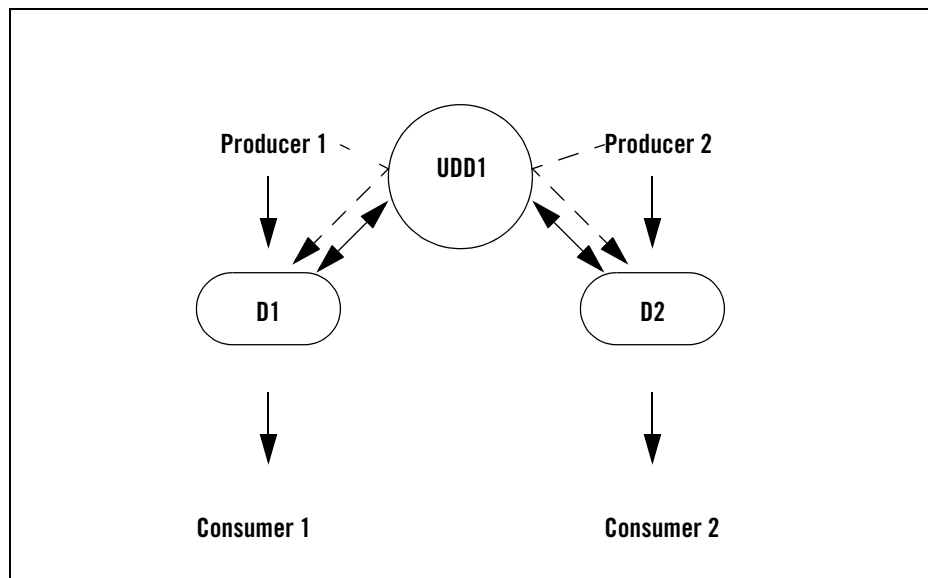 Producer 1
UDD1
Producer 2
D1
D2
Consumer 1
Consumer 2